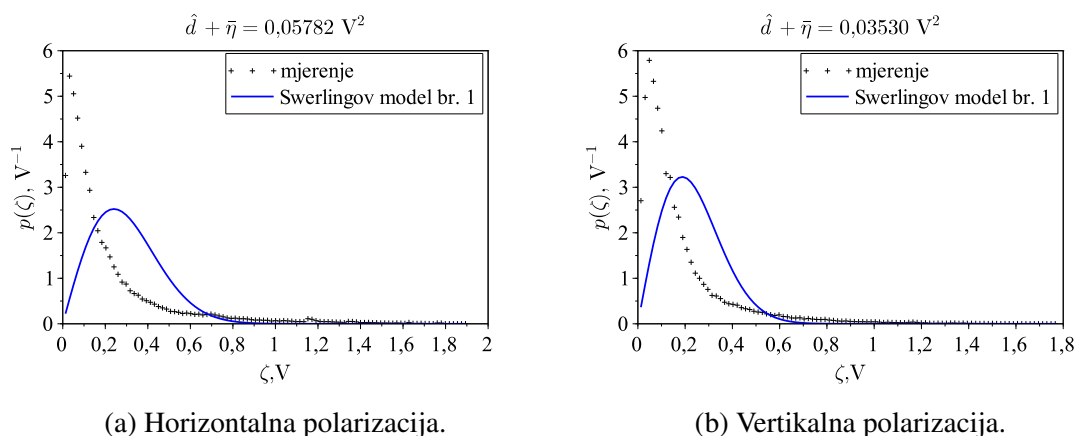 d̂ + η̄ = 0,05782 V²
mjerenje
Swerlingov model br. 1
p(ζ), V⁻¹
6
5
4
3
2
1
0
0 0,2 0,4 0,6 0,8 1 1,2 1,4 1,6 1,8 2
ζ,V
(a) Horizontalna polarizacija.
d̂ + η̄ = 0,03530 V²
mjerenje
Swerlingov model br. 1
p(ζ), V⁻¹
6
5
4
3
2
1
0
0 0,2 0,4 0,6 0,8 1 1,2 1,4 1,6 1,8
ζ,V
(b) Vertikalna polarizacija.